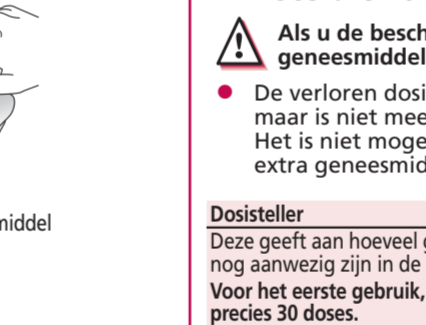 Als u de besch
geneesmiddel
De verloren dosi
maar is niet mee
Het is niet moge
extra geneesmid
middel
Dosisteller
Deze geeft aan hoeveel
nog aanwezig zijn in de
Voor het eerste gebruik,
precies 30 doses.